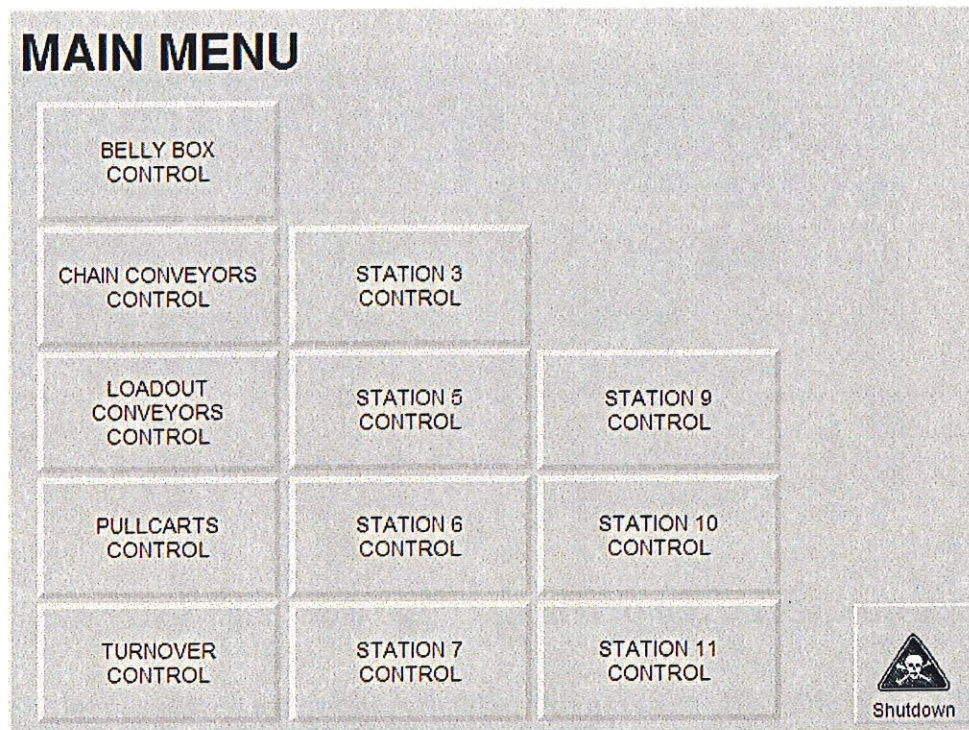 MAIN MENU
BELLY BOX
CONTROL
CHAIN CONVEYORS
CONTROL
STATION 3
CONTROL
LOADOUT
CONVEYORS
CONTROL
STATION 5
CONTROL
STATION 9
CONTROL
PULLCARTS
CONTROL
STATION 6
CONTROL
STATION 10
CONTROL
TURNOVER
CONTROL
STATION 7
CONTROL
STATION 11
CONTROL
Shutdown